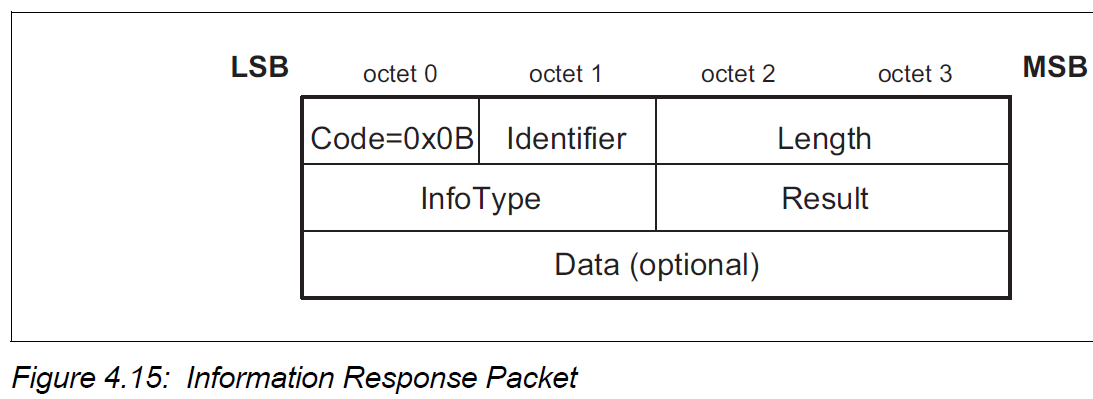 LSB octet 0 octet 1 octet 2 octet 3 MSB
Code=0x0B Identifier Length
InfoType Result
Data (optional)
Figure 4.15: Information Response Packet